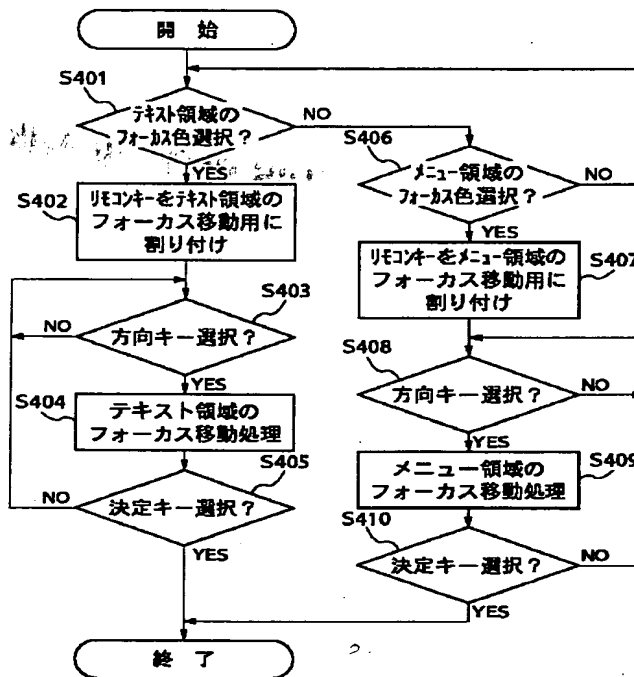 開 始
S401
テキスト領域の
フォーカス色選択?
NO
YES
S402
リモコンキーをテキスト領域の
フォーカス移動用に
割り付け
S403
方向キー選択?
NO
YES
S404
テキスト領域の
フォーカス移動処理
S405
決定キー選択?
NO
YES
S406
メニュー領域の
フォーカス色選択?
NO
YES
S407
リモコンキーをメニュー領域の
フォーカス移動用に
割り付け
S408
方向キー選択?
NO
YES
S409
メニュー領域の
フォーカス移動処理
S410
決定キー選択?
NO
YES
終 了